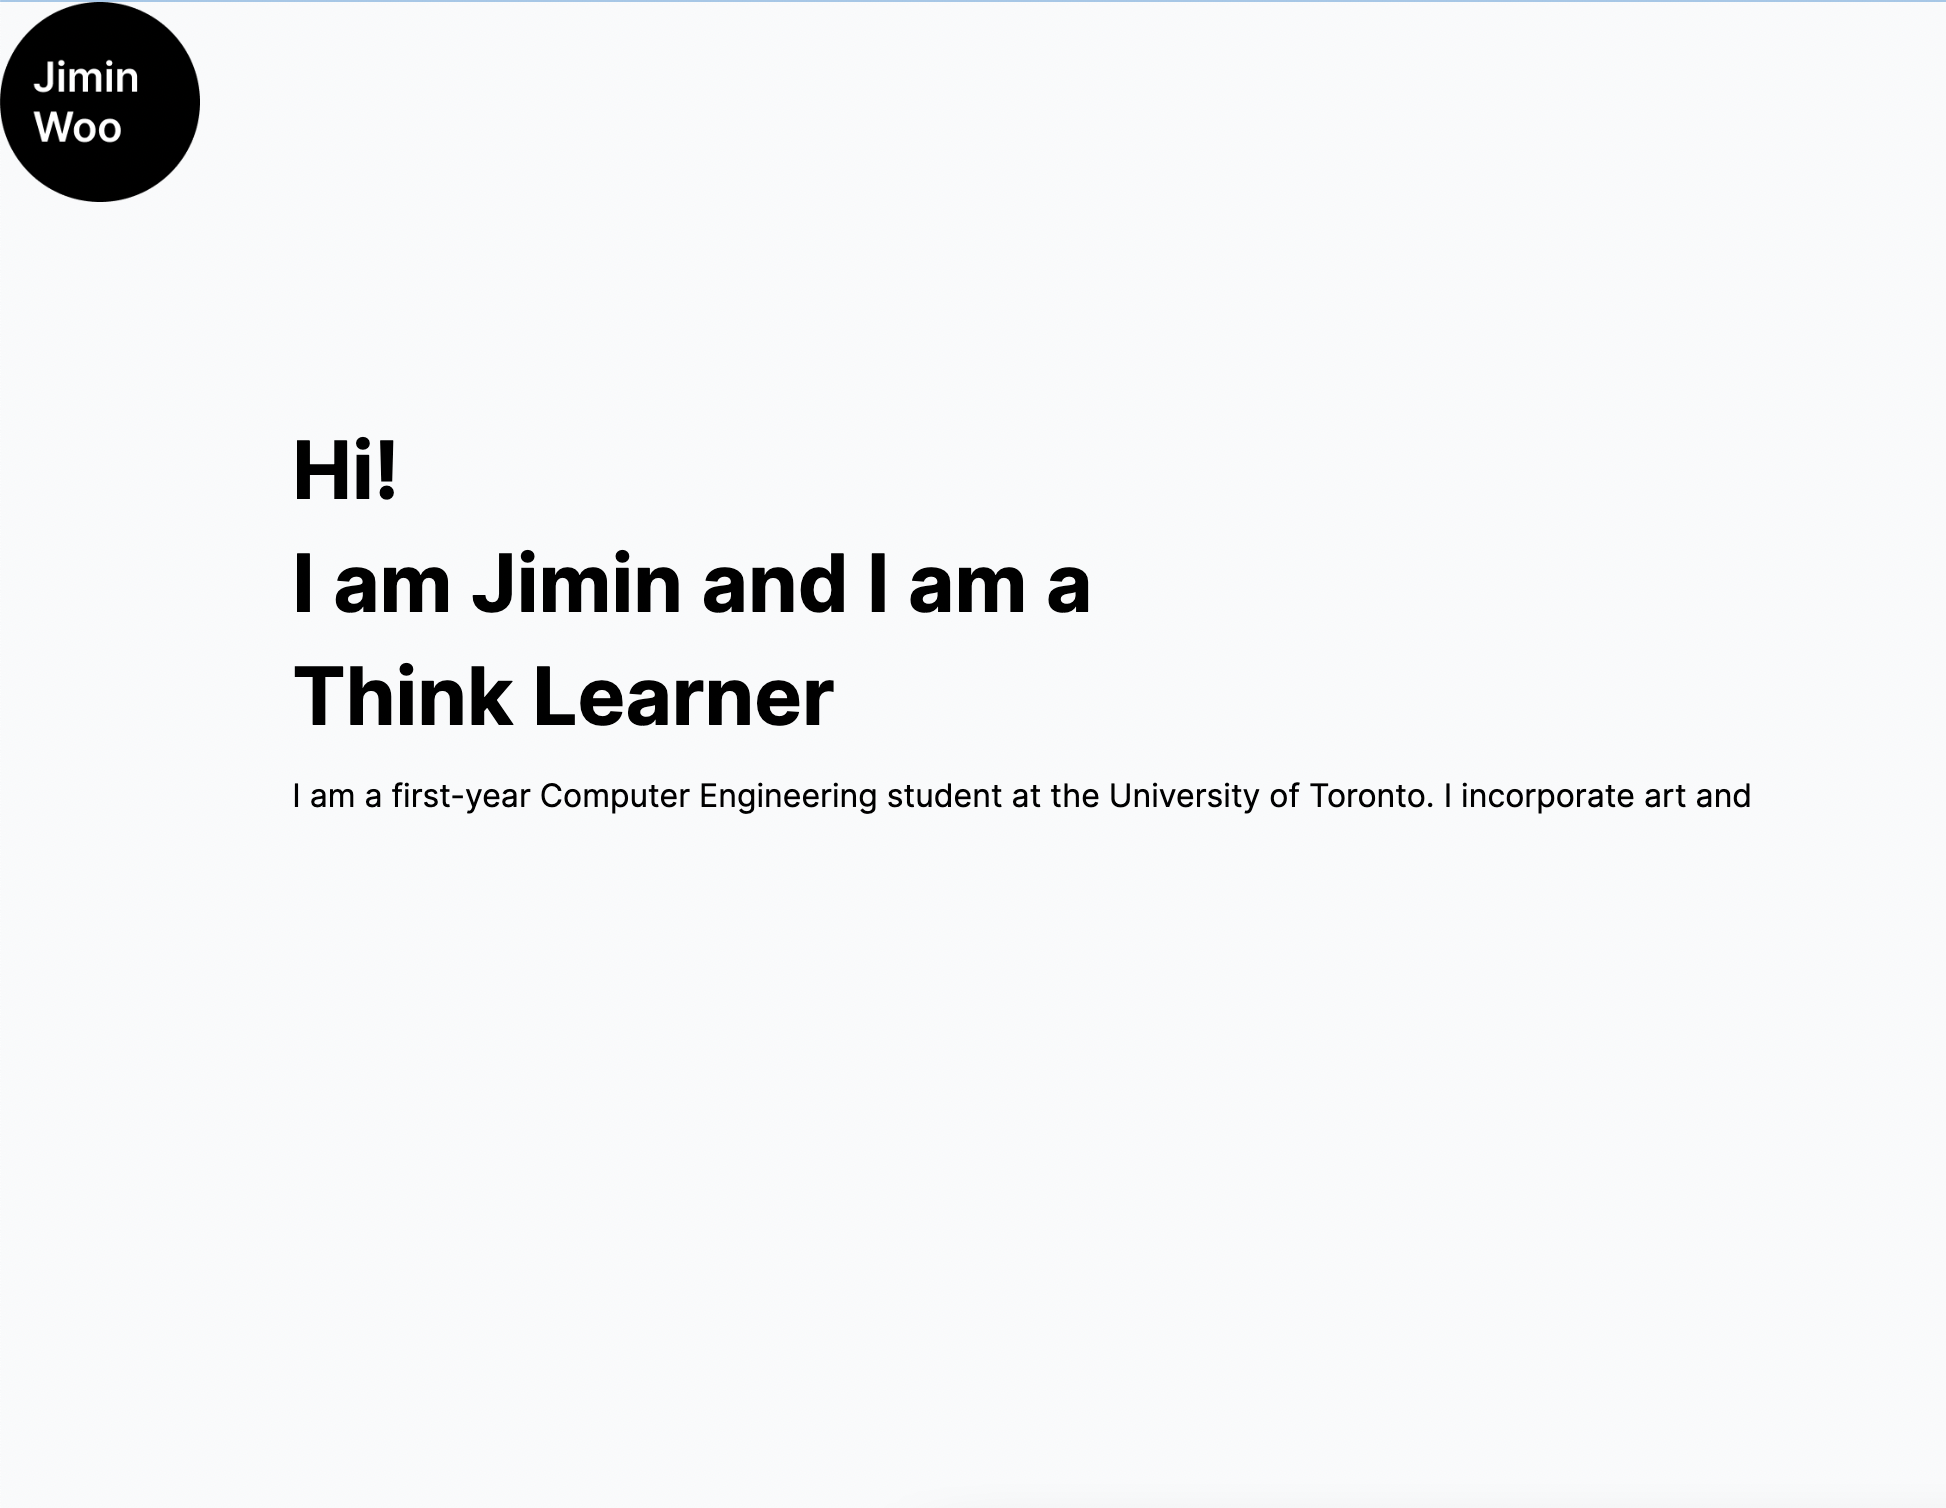 Jimin
Woo
Hi!
I am Jimin and I am a
Think Learner
I am a first-year Computer Engineering student at the University of Toronto. I incorporate art and